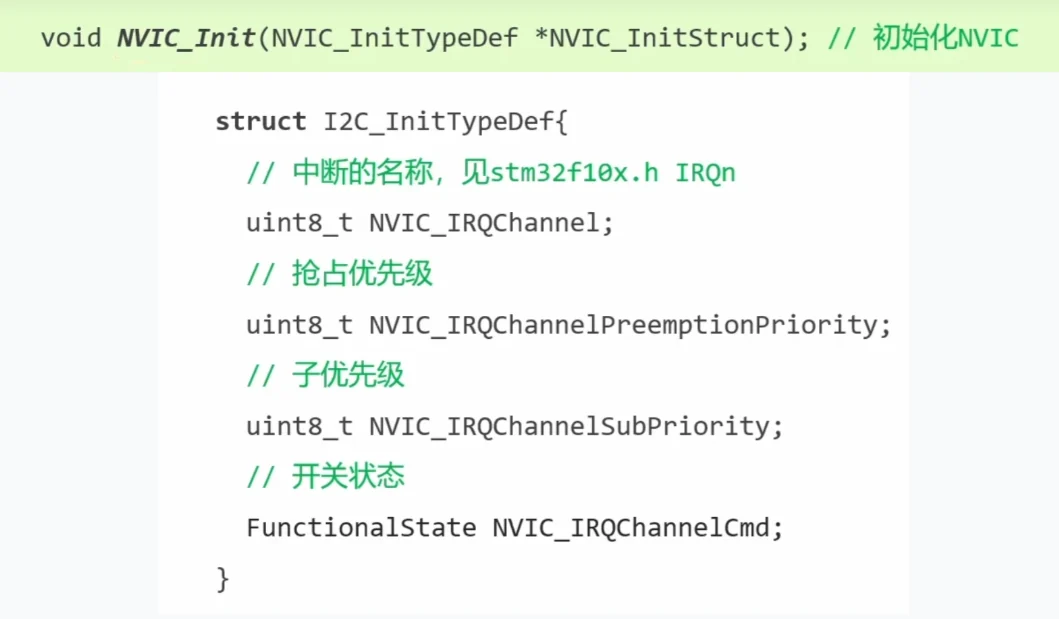 void NVIC_Init(NVIC_InitTypeDef *NVIC_InitStruct); // 初始化NVIC
struct I2C_InitTypeDef{
// 中断的名称，见stm32f10x.h IRQn
uint8_t NVIC_IRQChannel;
// 抢占优先级
uint8_t NVIC_IRQChannelPreemptionPriority;
// 子优先级
uint8_t NVIC_IRQChannelSubPriority;
// 开关状态
FunctionalState NVIC_IRQChannelCmd;
}